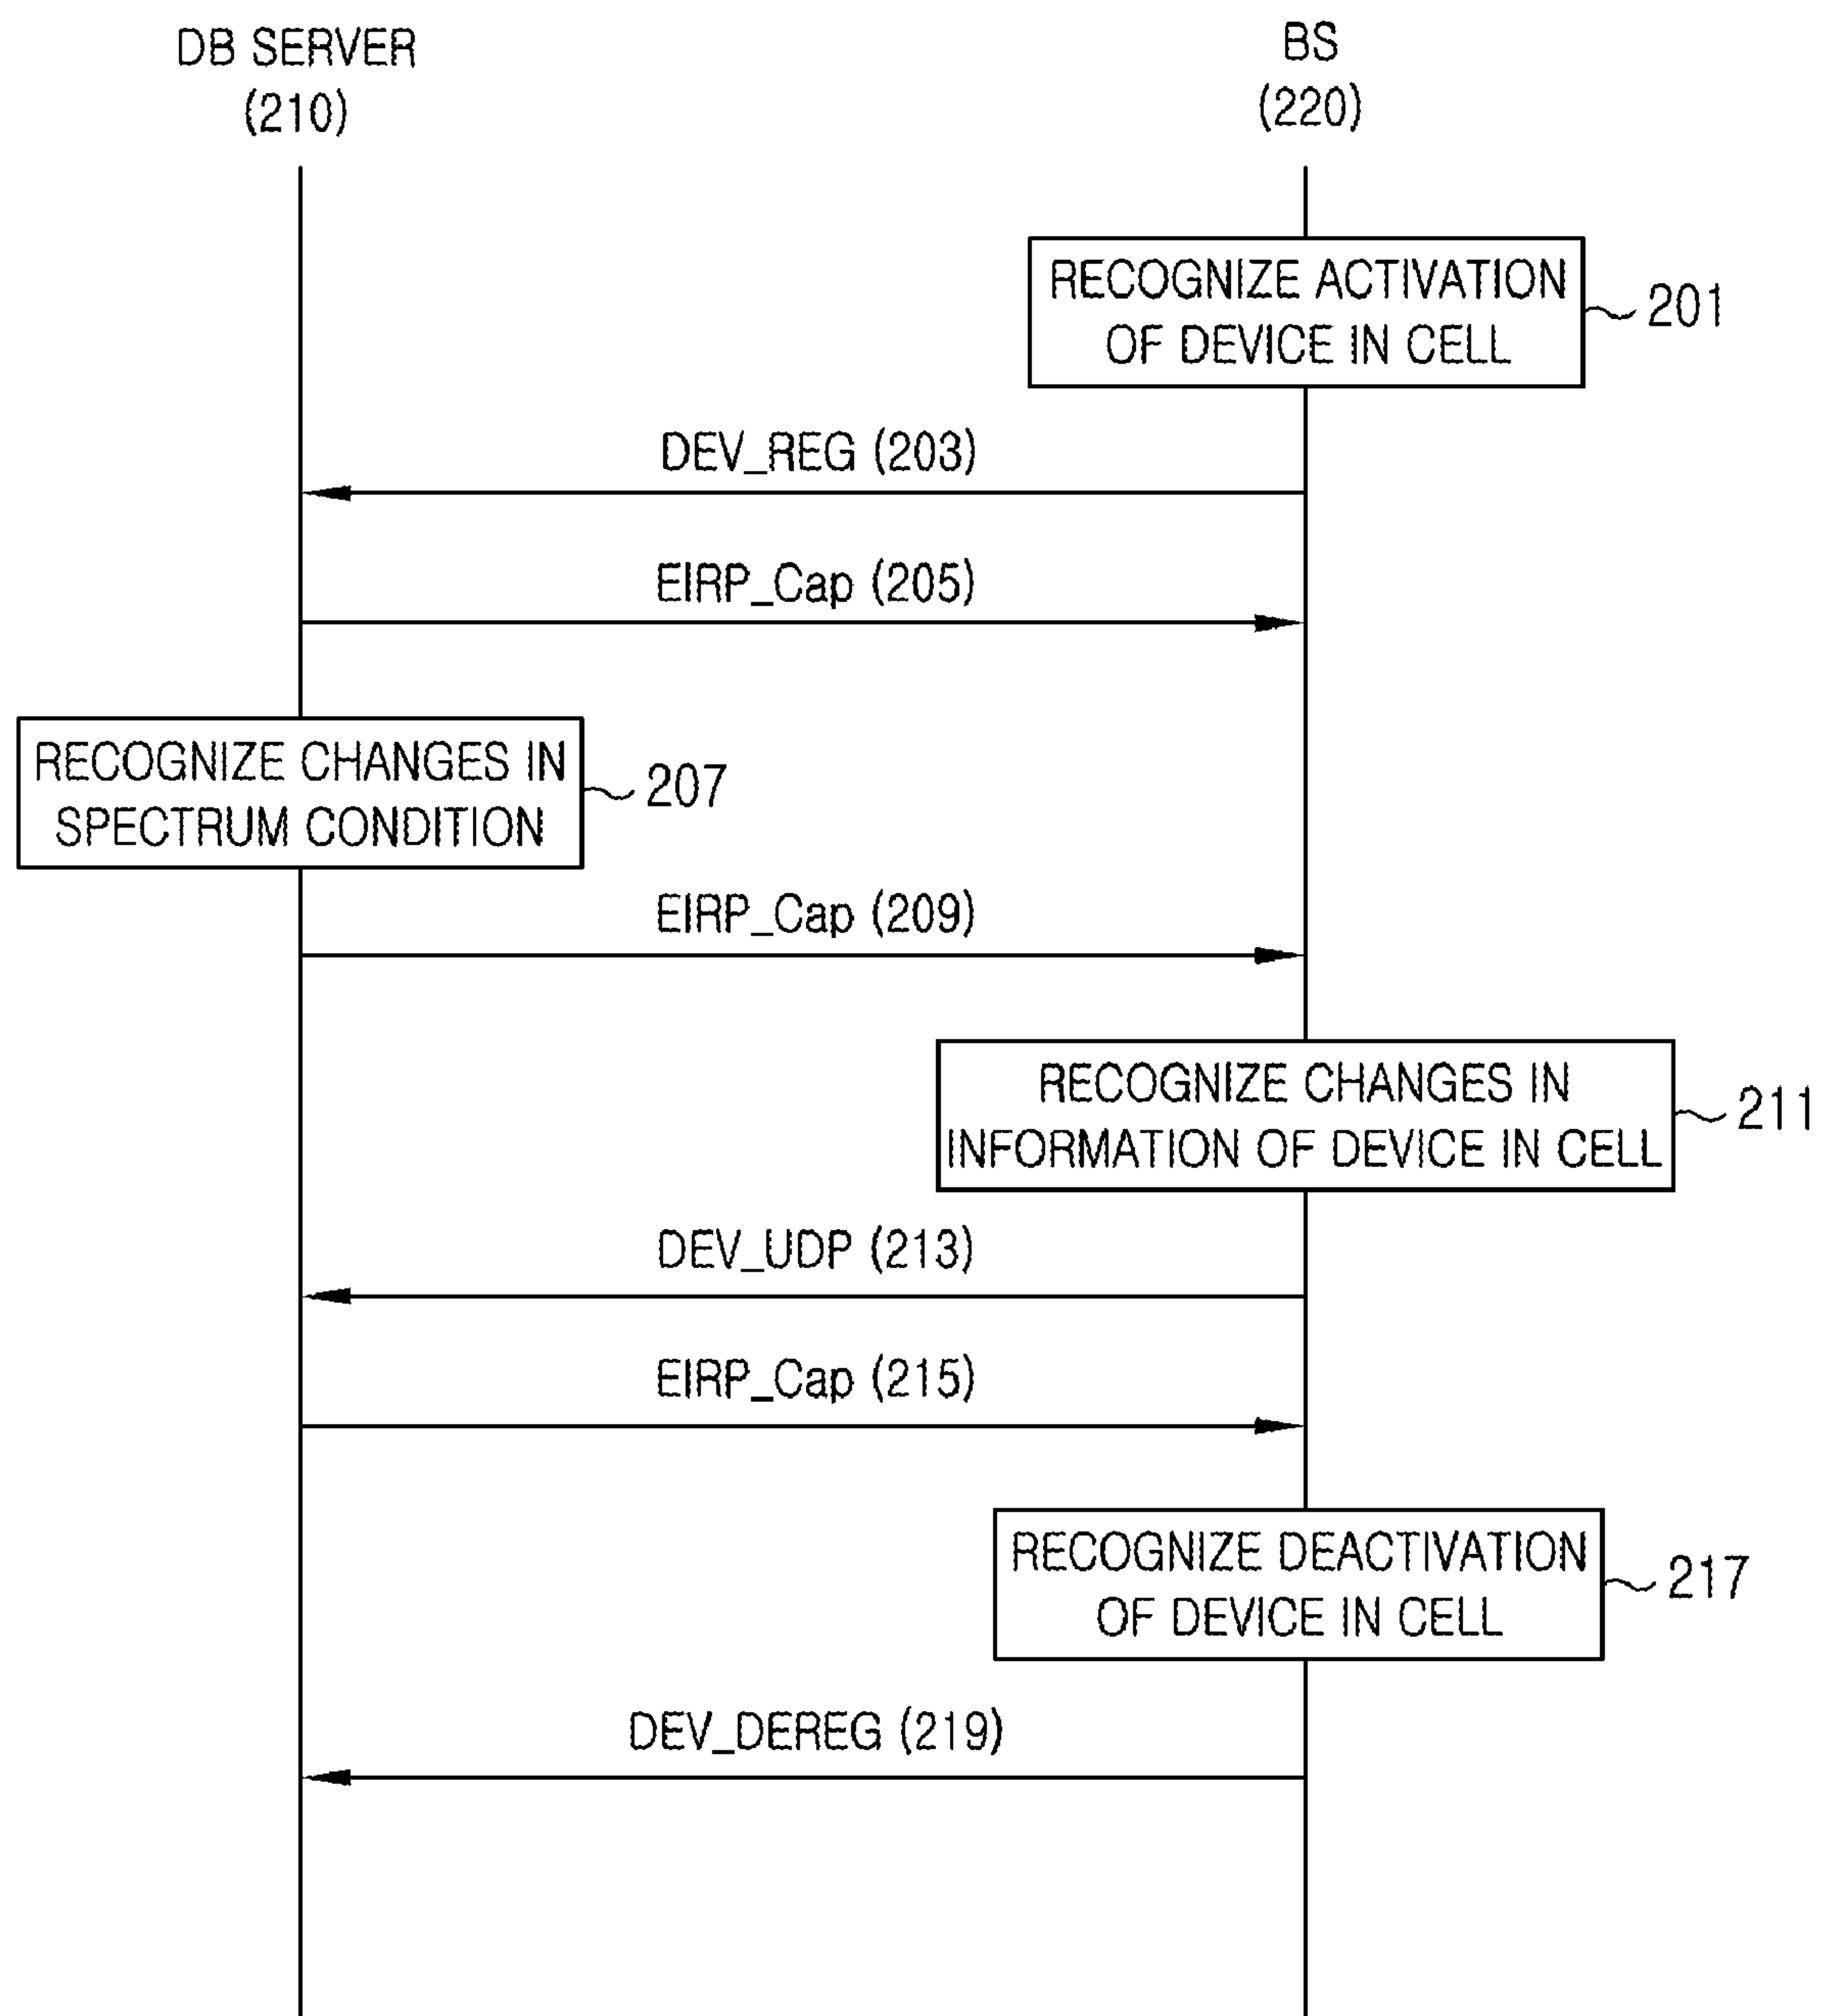 DB SERVER
(210)
BS
(220)
RECOGNIZE ACTIVATION
OF DEVICE IN CELL
201
DEV_REG (203)
EIRP_Cap (205)
RECOGNIZE CHANGES IN
SPECTRUM CONDITION
207
EIRP_Cap (209)
RECOGNIZE CHANGES IN
INFORMATION OF DEVICE IN CELL
211
DEV_UDP (213)
EIRP_Cap (215)
RECOGNIZE DEACTIVATION
OF DEVICE IN CELL
217
DEV_DEREG (219)